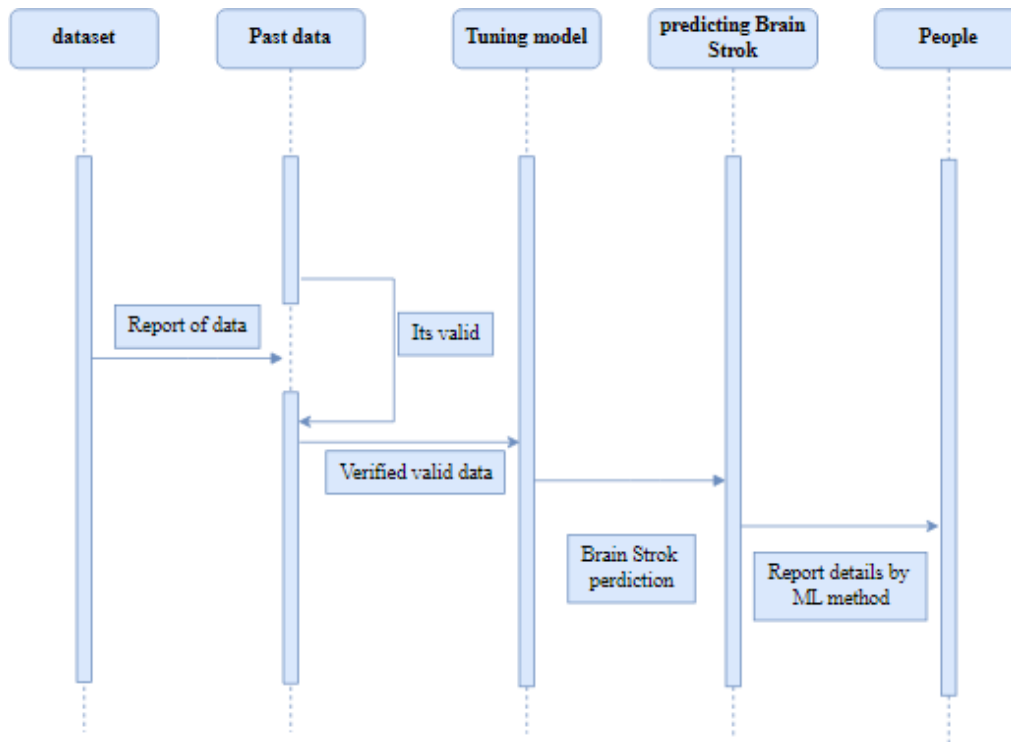 dataset
Past data
Tuning model
predicting Brain
Strok
People
Report of data
Its valid
Verified valid data
Brain Strok
perdiction
Report details by
ML method